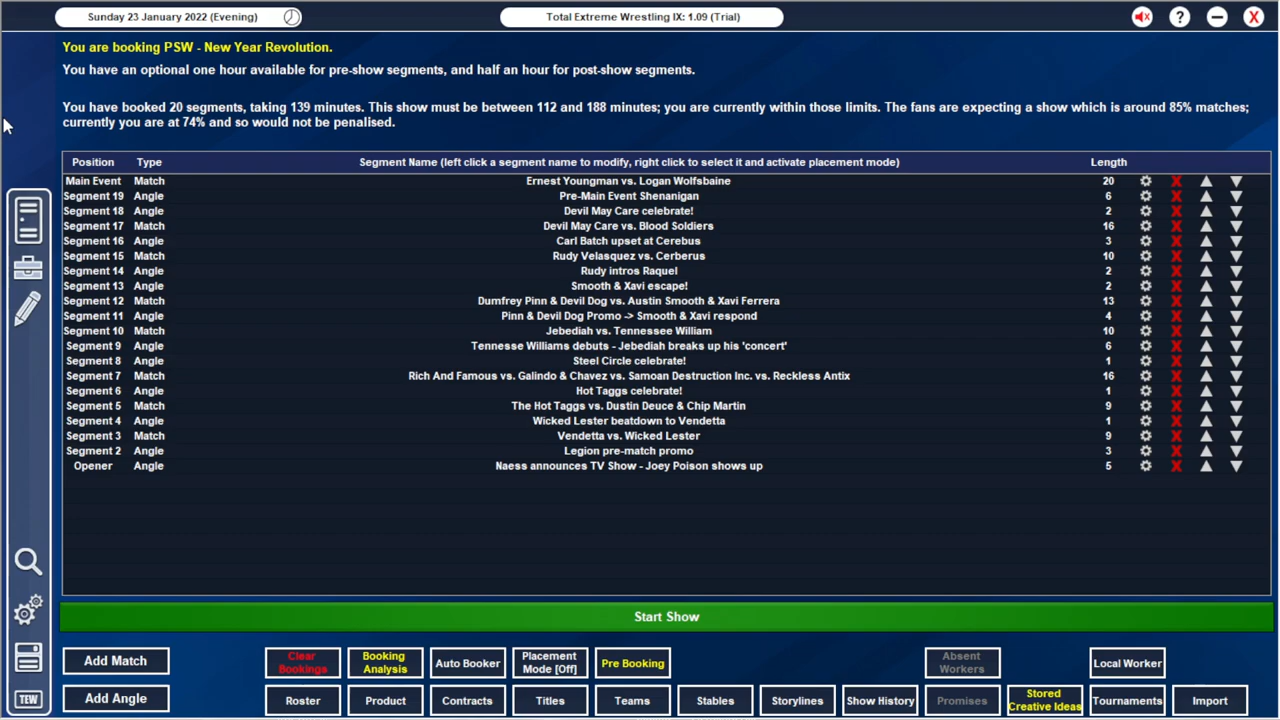 Sunday 23 January 2022 (Evening)
Total Extreme Wrestling IX: 1.09 (Trial)
?
X
You are booking PSW - New Year Revolution.
You have an optional one hour available for pre-show segments, and half an hour for post-show segments.
You have booked 20 segments, taking 139 minutes. This show must be between 112 and 188 minutes; you are currently within those limits. The fans are expecting a show which is around 85% matches;
currently you are at 74% and so would not be penalised.
Position Type Segment Name (left click a segment name to modify, right click to select it and activate placement mode) Length
Main Event Match Ernest Youngman vs. Logan Wolfsbaine 20 X
Segment 19 Angle Pre-Main Event Shenanigan 6 X
Segment 18 Angle Devil May Care celebrate! 2 X
Segment 17 Match Devil May Care vs. Blood Soldiers 16 X
Segment 16 Angle Carl Batch upset at Cerebus 3 X
Segment 15 Match Rudy Velasquez vs. Cerberus 10 X
Segment 14 Angle Rudy intros Raquel 2 X
Segment 13 Angle Smooth & Xavi escape! 2 X
Segment 12 Match Dumfrey Pinn & Devil Dog vs. Austin Smooth & Xavi Ferrera 13 X
Segment 11 Angle Pinn & Devil Dog Promo -> Smooth & Xavi respond 4 X
Segment 10 Match Jebediah vs. Tennessee William 10 X
Segment 9 Angle Tennesse Williams debuts - Jebediah breaks up his 'concert' 6 X
Segment 8 Angle Steel Circle celebrate! 1 X
Segment 7 Match Rich And Famous vs. Galindo & Chavez vs. Samoan Destruction Inc. vs. Reckless Antix 16 X
Segment 6 Angle Hot Taggs celebrate! 1 X
Segment 5 Match The Hot Taggs vs. Dustin Deuce & Chip Martin 9 X
Segment 4 Angle Wicked Lester beatdown to Vendetta 1 X
Segment 3 Match Vendetta vs. Wicked Lester 9 X
Segment 2 Angle Legion pre-match promo 3 X
Opener Angle Naess announces TV Show - Joey Poison shows up 5 X
Start Show
Add Match
Clear
Bookings
Booking
Analysis
Auto Booker
Placement
Mode [Off]
Pre Booking
Absent
Workers
Local Worker
TEW
Add Angle
Roster
Product
Contracts
Titles
Teams
Stables
Storylines
Show History
Promises
Stored
Creative Ideas
Tournaments
Import